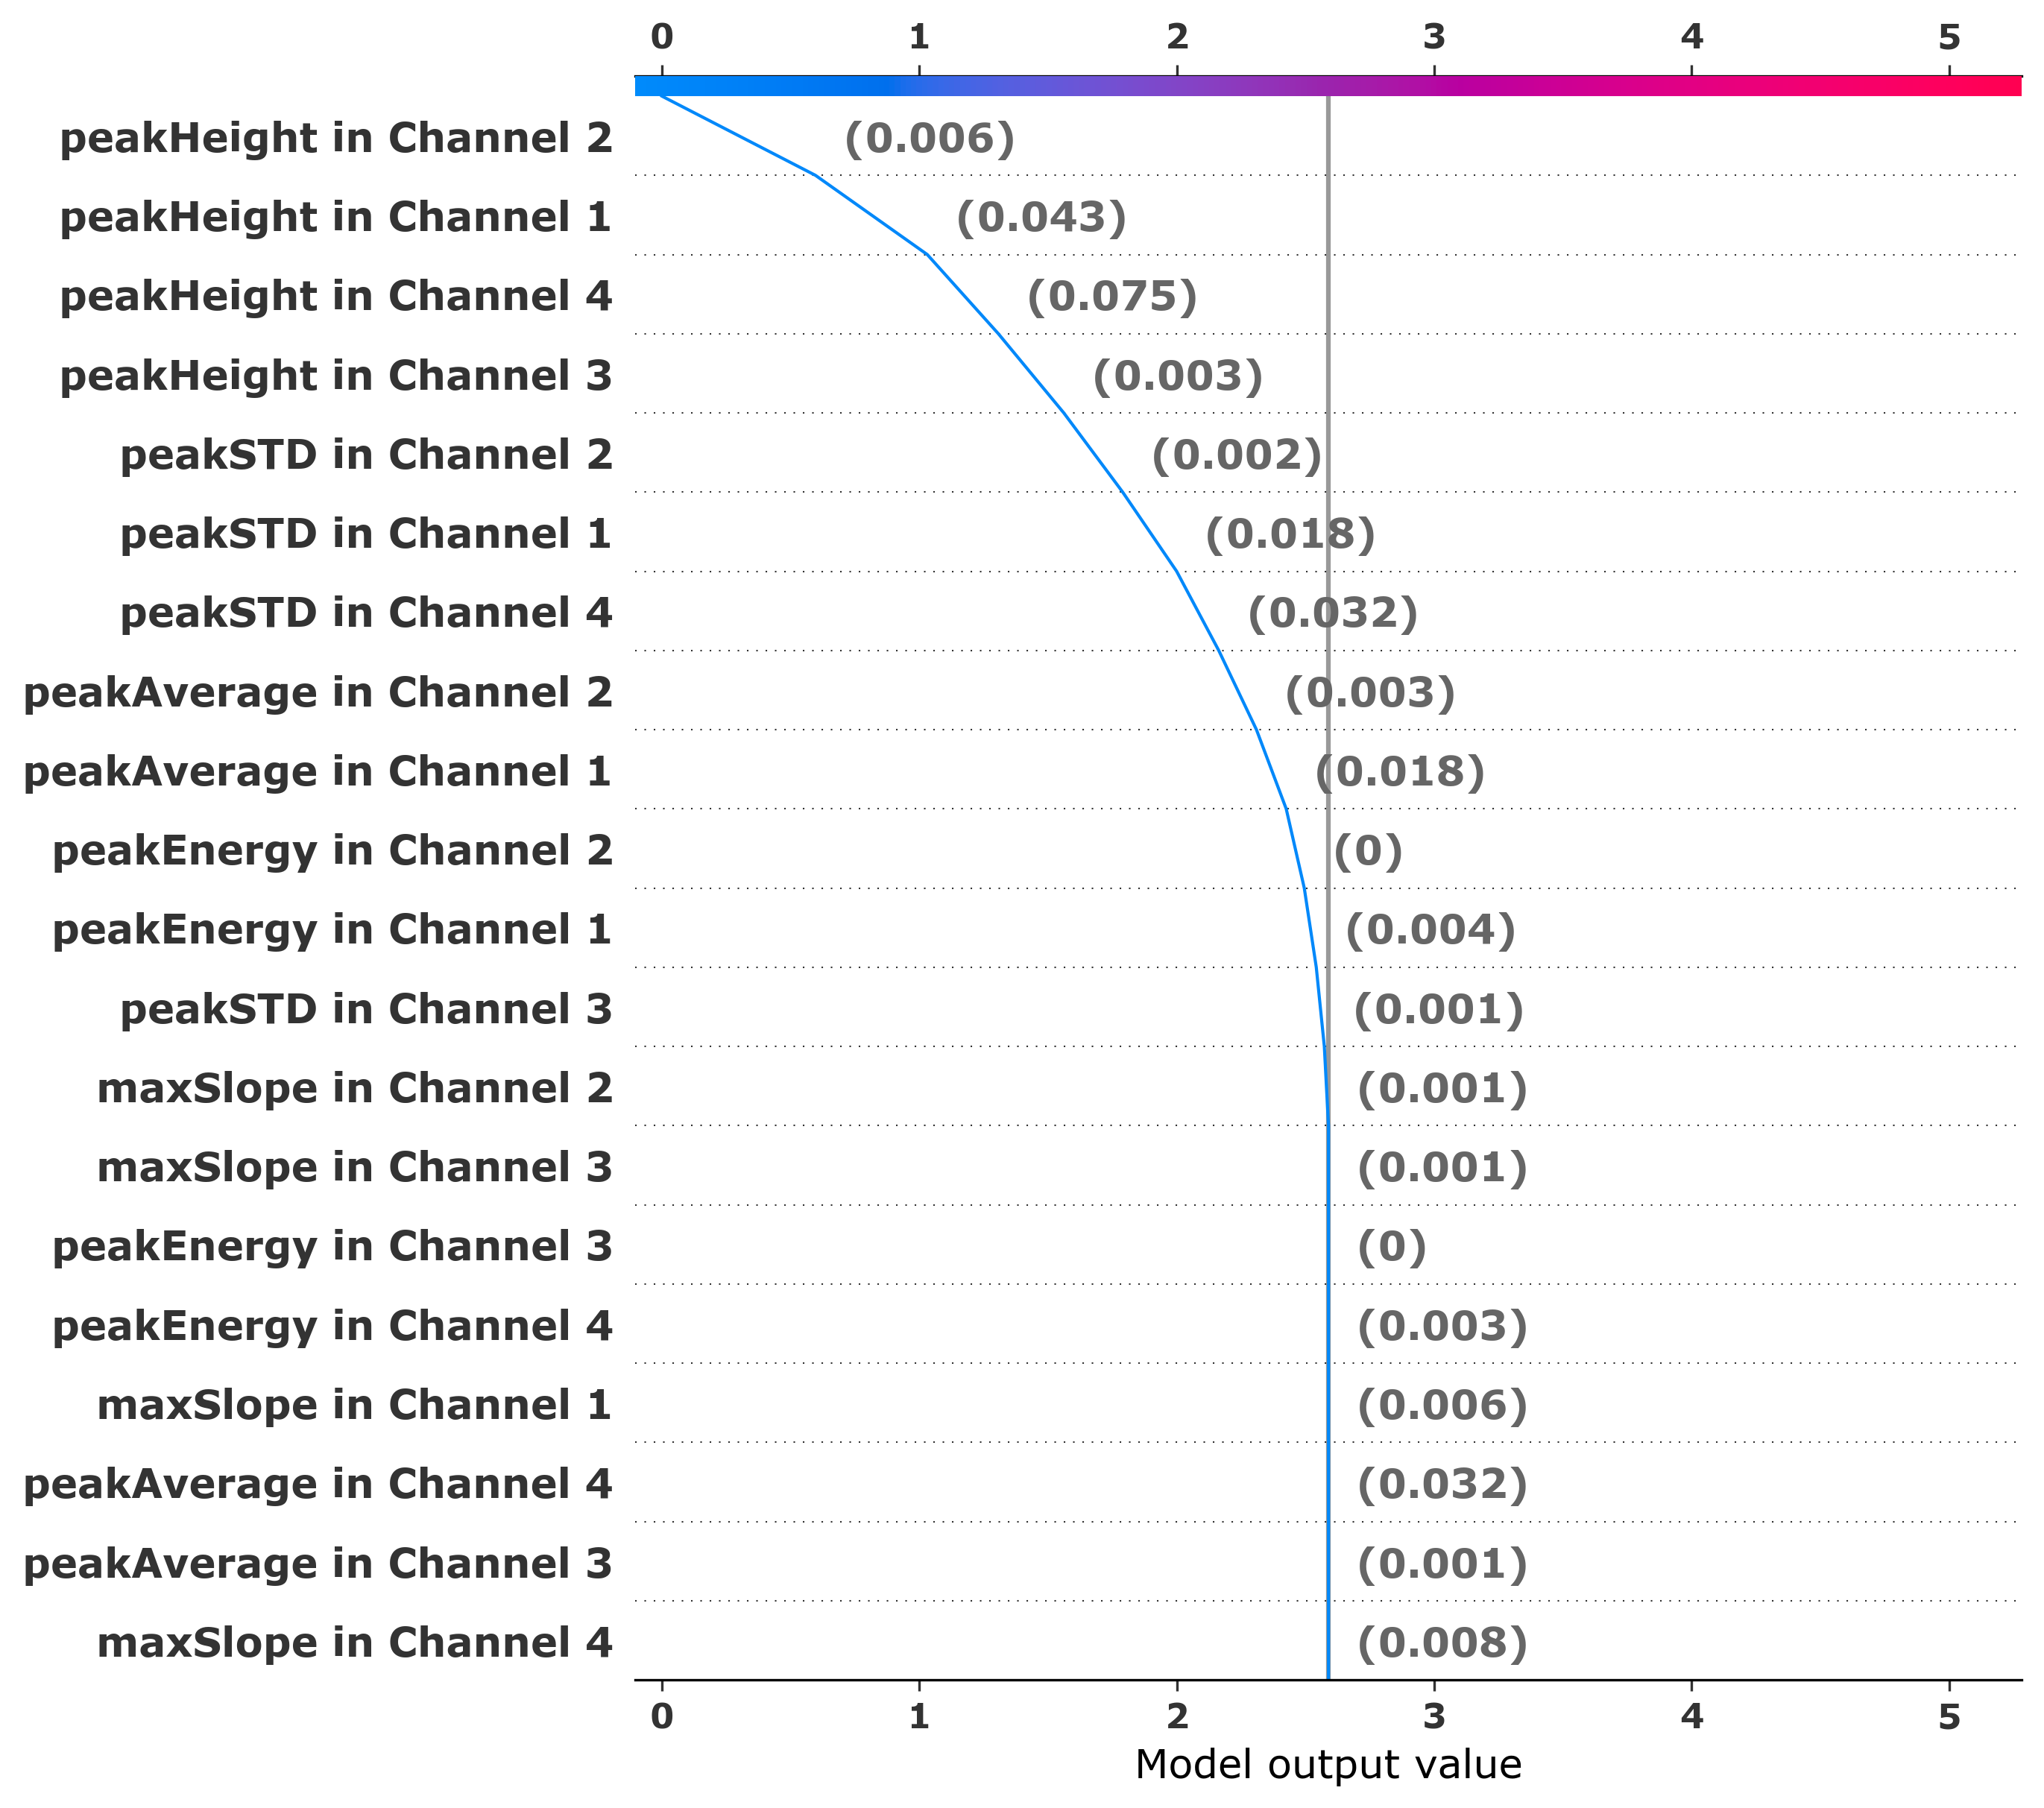 0 1 2 3 4 5
peakHeight in Channel 2 (0.006)
peakHeight in Channel 1 (0.043)
peakHeight in Channel 4 (0.075)
peakHeight in Channel 3 (0.003)
peakSTD in Channel 2 (0.002)
peakSTD in Channel 1 (0.018)
peakSTD in Channel 4 (0.032)
peakAverage in Channel 2 (0.003)
peakAverage in Channel 1 (0.018)
peakEnergy in Channel 2 (0)
peakEnergy in Channel 1 (0.004)
peakSTD in Channel 3 (0.001)
maxSlope in Channel 2 (0.001)
maxSlope in Channel 3 (0.001)
peakEnergy in Channel 3 (0)
peakEnergy in Channel 4 (0.003)
maxSlope in Channel 1 (0.006)
peakAverage in Channel 4 (0.032)
peakAverage in Channel 3 (0.001)
maxSlope in Channel 4 (0.008)
0 1 2 3 4 5
Model output value